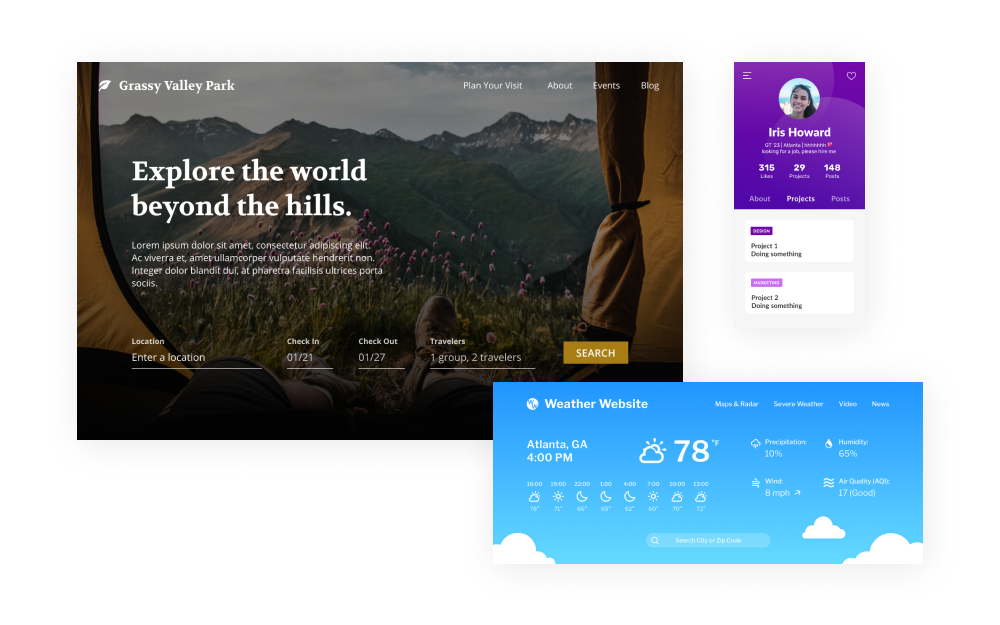 Grassy Valley Park
Plan Your Visit About Events Blog
Explore the world
beyond the hills.
Lorem ipsum dolor sit amet, consectetur adipiscing elit.
Ac viverra et, amet ullamcorper vulputate hendrerit non.
Integer dolor blandit dui, at pharetra facilisis ultrices porta
sociis.
Location Check In Check Out Travelers
Enter a location 01/21 01/27 1 group, 2 travelers
SEARCH
Iris Howard
GT '23 | Atlanta | hhhhhhh
looking for a job, please hire me
315 29 148
Likes Projects Posts
About Projects Posts
DESIGN
Project 1
Doing something
MARKETING
Project 2
Doing something
Weather Website
Maps & Radar Severe Weather Video News
Atlanta, GA
4:00 PM
78 °F
Precipitation: Humidity:
10% 65%
Wind: Air Quality (AQI):
8 mph 17 (Good)
16:00 19:00 22:00 1:00 4:00 7:00 10:00 13:00
78° 71° 66° 65° 62° 60° 70° 72°
Search City or Zip Code